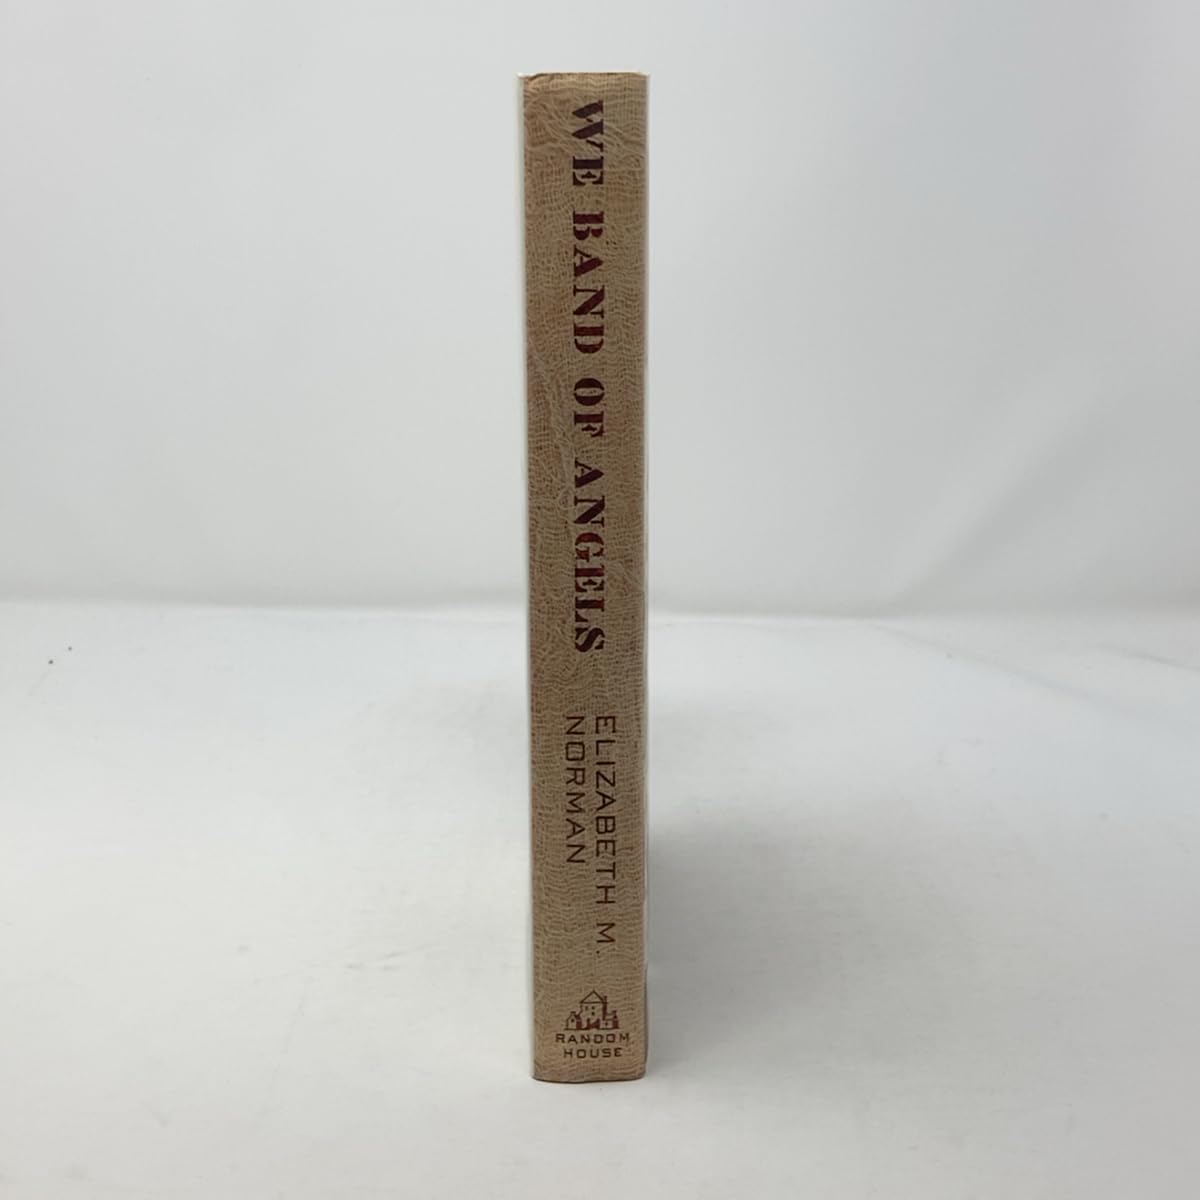 WE BAND OF ANGELS
ELIZABETH M.
NORMAN
RANDOM
HOUSE